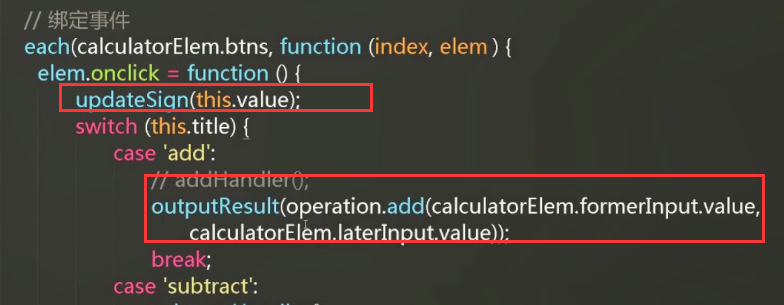 // 绑定事件
each(calculatorElem.btns, function (index, elem ) {
elem.onclick = function () {
updateSign(this.value);
switch (this.title) {
case 'add':
// addHandler();
outputResult(operation.add(calculatorElem.formerInput.value,
calculatorElem.laterInput.value));
break;
case 'subtract':